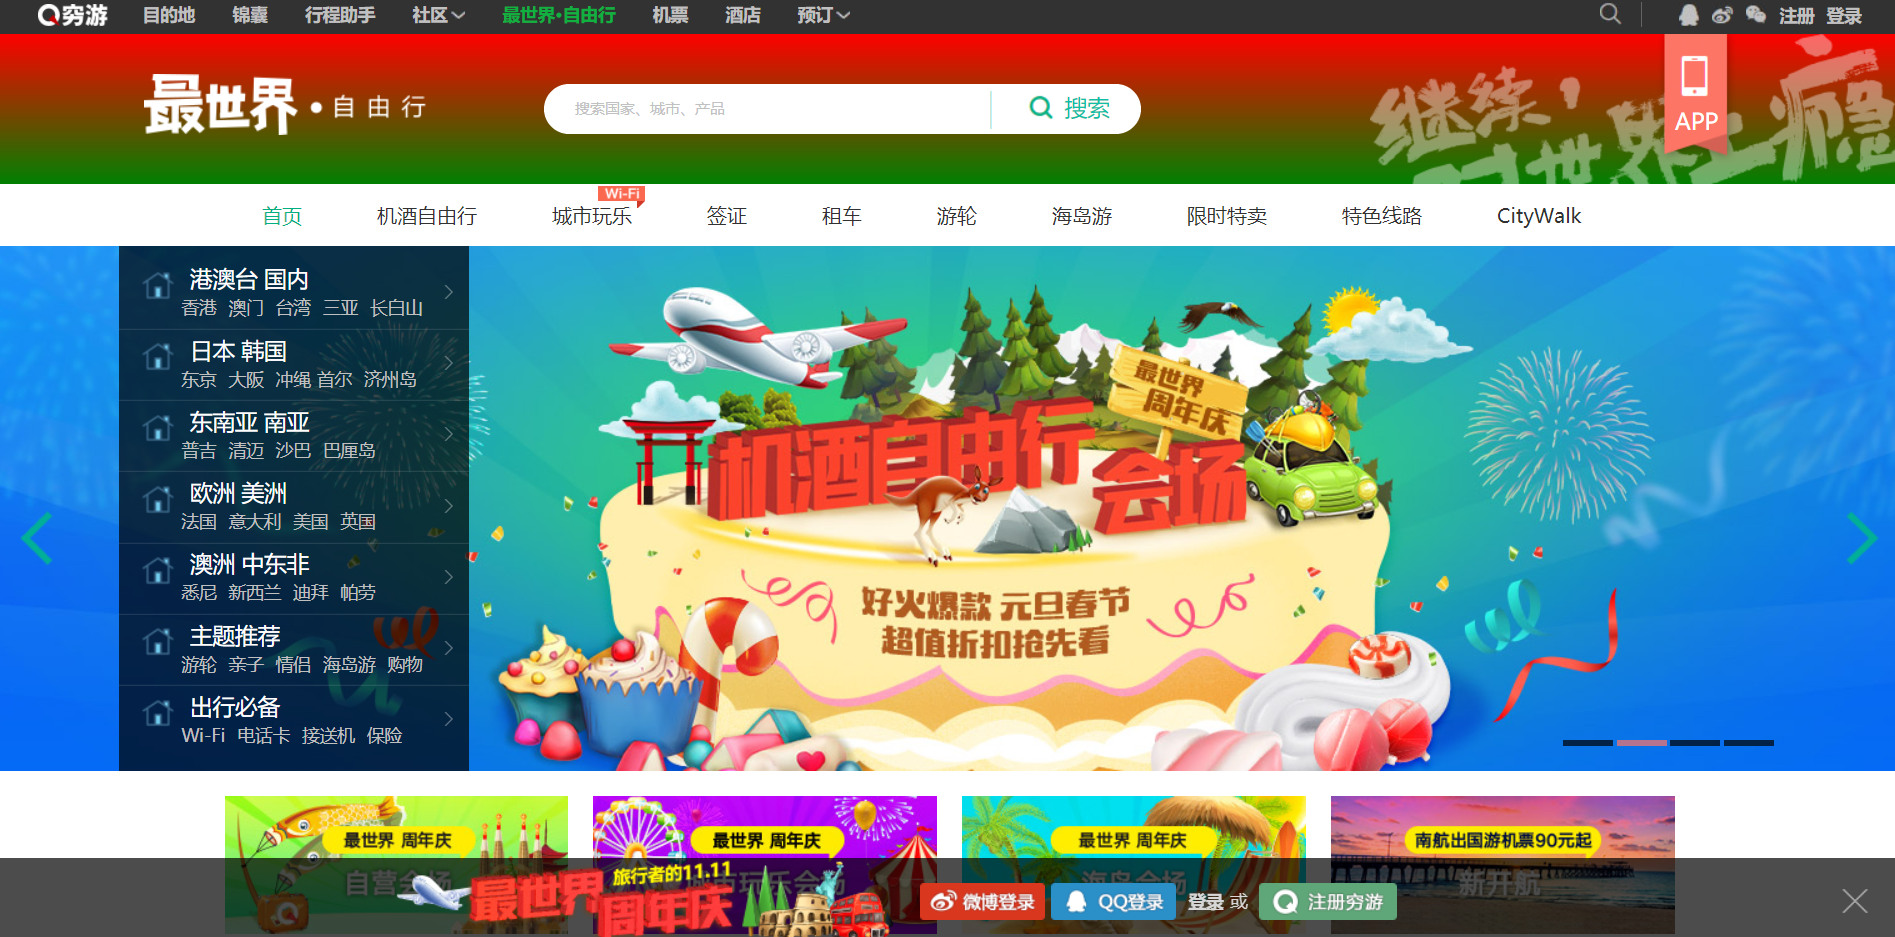 穷游 目的地 锦囊 行程助手 社区 最世界·自由行 机票 酒店 预订 注册 登录
最世界·自由行
搜索国家、城市、产品 搜索
继续
世界上瘾
APP
Wi-Fi
首页 机酒自由行 城市玩乐 签证 租车 游轮 海岛游 限时特卖 特色线路 CityWalk
港澳台 国内
香港 澳门 台湾 三亚 长白山
日本 韩国
东京 大阪 冲绳 首尔 济州岛
东南亚 南亚
普吉 清迈 沙巴 巴厘岛
欧洲 美洲
法国 意大利 美国 英国
澳洲 中东非
悉尼 新西兰 迪拜 帕劳
主题推荐
游轮 亲子 情侣 海岛游 购物
出行必备
Wi-Fi 电话卡 接送机 保险
最世界
周年庆
机酒自由行
会场
好火爆款 元旦春节
超值折扣抢先看
最世界 周年庆
自营会场
最世界 周年庆
城市玩乐会场
最世界 周年庆
海岛会场
南航出国游机票90元起
新开航
旅行者的11.11
最世界
周年庆
微博登录 QQ登录 登录 或 注册穷游